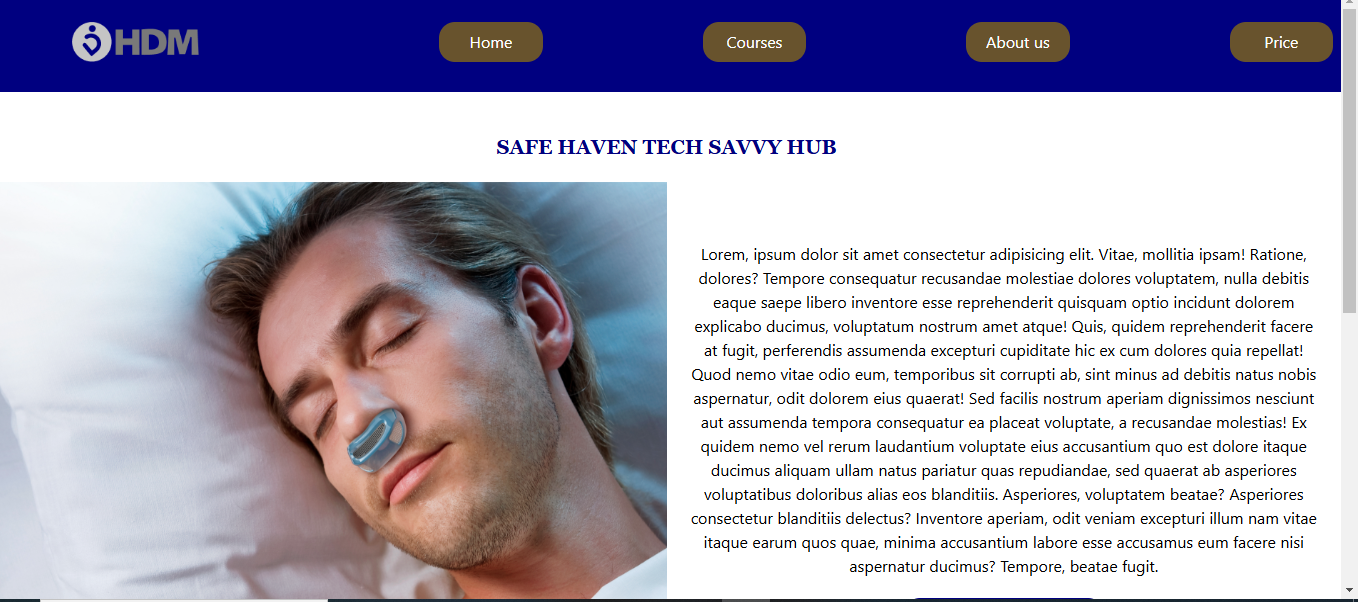 HDM
Home
Courses
About us
Price
SAFE HAVEN TECH SAVVY HUB
Lorem, ipsum dolor sit amet consectetur adipisicing elit. Vitae, mollitia ipsam! Ratione,
dolores? Tempore consequatur recusandae molestiae dolores voluptatem, nulla debitis
eaque saepe libero inventore esse reprehenderit quisquam optio incidunt dolorem
explicabo ducimus, voluptatum nostrum amet atque! Quis, quidem reprehenderit facere
at fugit, perferendis assumenda excepturi cupiditate hic ex cum dolores quia repellat!
Quod nemo vitae odio eum, temporibus sit corrupti ab, sint minus ad debitis natus nobis
aspernatur, odit dolorem eius quaerat! Sed facilis nostrum aperiam dignissimos nesciunt
aut assumenda tempora consequatur ea placeat voluptate, a recusandae molestias! Ex
quidem nemo vel rerum laudantium voluptate eius accusantium quo est dolore itaque
ducimus aliquam ullam natus pariatur quas repudiandae, sed quaerat ab asperiores
voluptatibus doloribus alias eos blanditiis. Asperiores, voluptatem beatae? Asperiores
consectetur blanditiis delectus? Inventore aperiam, odit veniam excepturi illum nam vitae
itaque earum quos quae, minima accusantium labore esse accusamus eum facere nisi
aspernatur ducimus? Tempore, beatae fugit.